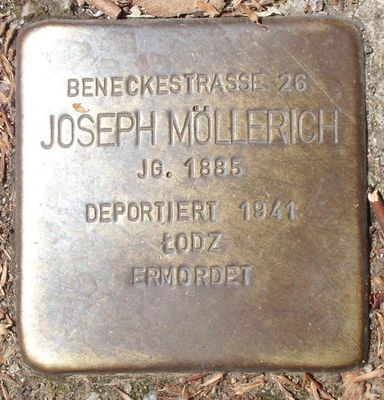 BENECKESTRASSE 26
JOSEPH MÖLLERICH
JG. 1885
DEPORTIERT 1941
ŁODZ
ERMORDET